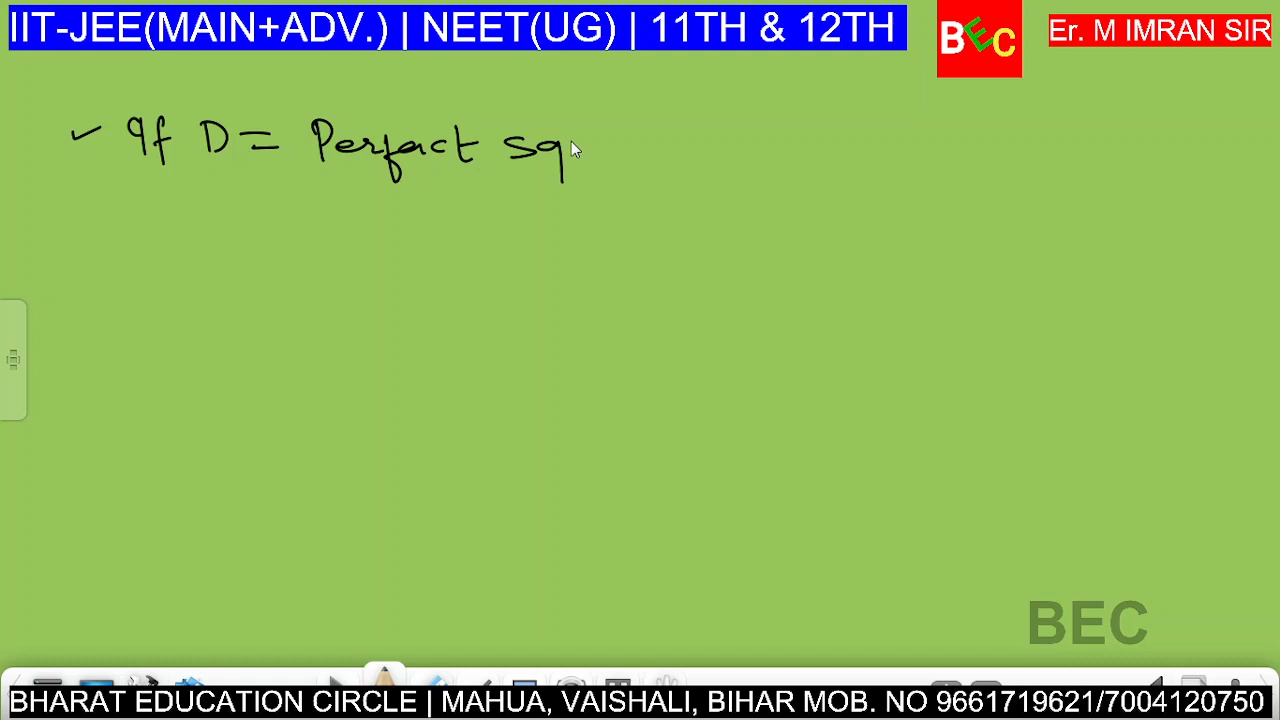 IIT-JEE(MAIN+ADV.) | NEET(UG) | 11TH & 12TH
BEC
Er. M IMRAN SIR
✓ If D = Perfact sq
BEC
BHARAT EDUCATION CIRCLE | MAHUA, VAISHALI, BIHAR MOB. NO 9661719621/7004120750